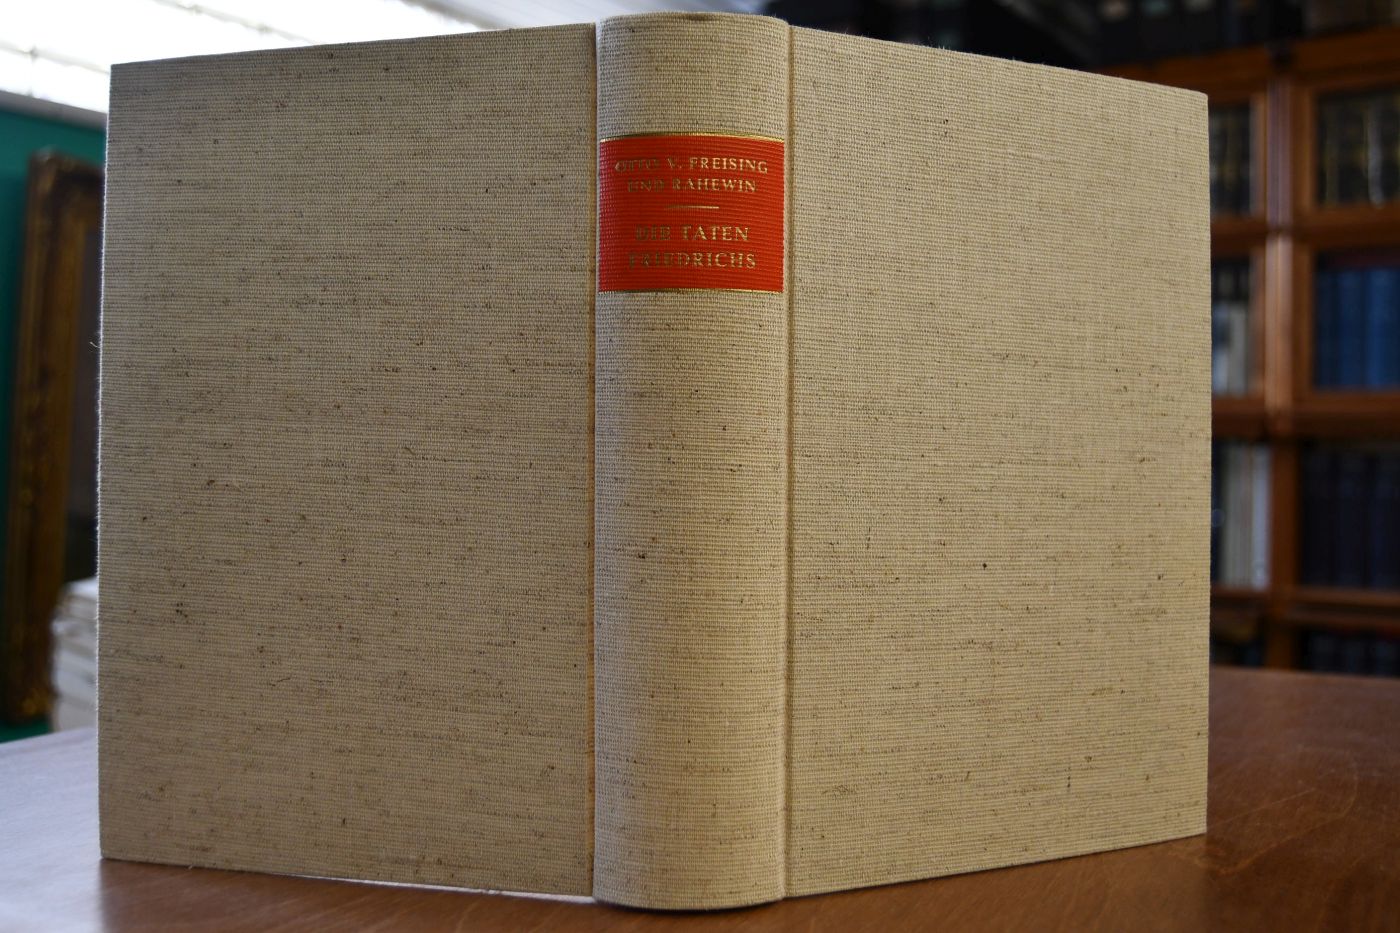 OTTO V. FREISING
UND RAHEWIN
DIE TATEN
FRIEDRICHS